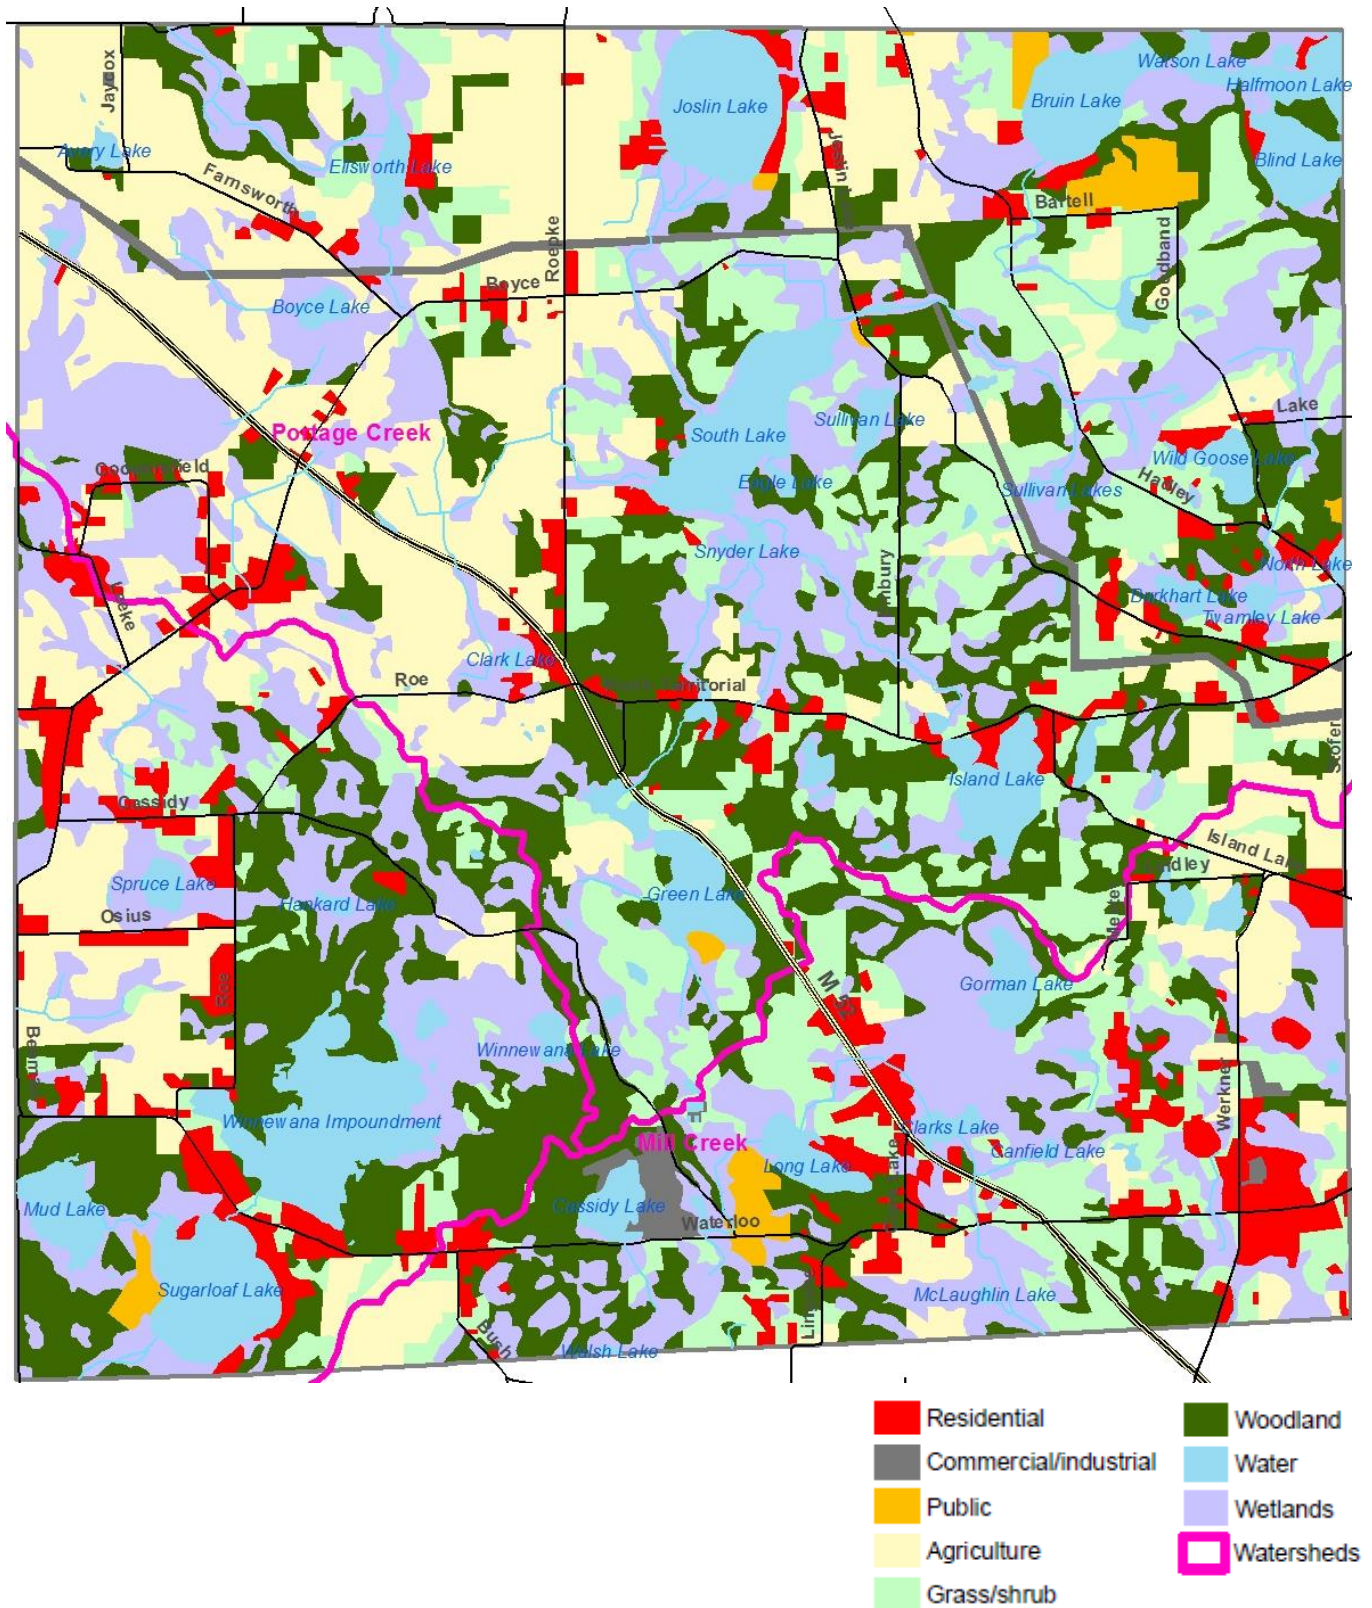 Jaycox
Avery Lake
Farnsworth
Ellsworth Lake
Joslin Lake
Bruin Lake
Watson Lake
Halfmoon Lake
Blind Lake
Bartell
Goodband
Roepke
Boyce
Boyce Lake
Portage Creek
South Lake
Sullivan Lake
Eagle Lake
Sullivan Lakes
Snyder Lake
Lake
Wild Goose Lake
Hadley
North Lake
Burkhart Lake
Twamley Lake
Clark Lake
Roe
Territorial
Island Lake
Stofer
Cassidy
Island Lake
Spruce Lake
Osius
Hankard Lake
Green Lake
Roe
M 52
Gorman Lake
Winnewana Lake
Winnewana Impoundment
Werkner
Mill Creek
Clarks Lake
Canfield Lake
Long Lake
Lake
Mud Lake
Cassidy Lake
Waterloo
Sugarloaf Lake
McLaughlin Lake
Bush
Walsh Lake
Residential
Commercial/industrial
Public
Agriculture
Grass/shrub
Woodland
Water
Wetlands
Watersheds